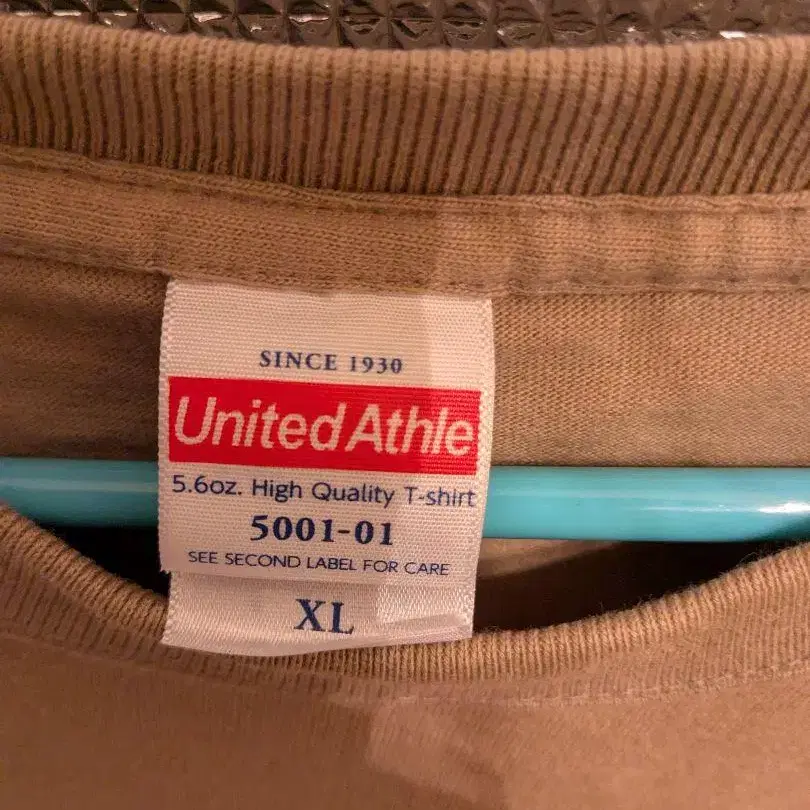 SINCE 1930
United Athle
5.6oz. High Quality T-shirt
5001-01
SEE SECOND LABEL FOR CARE
XL